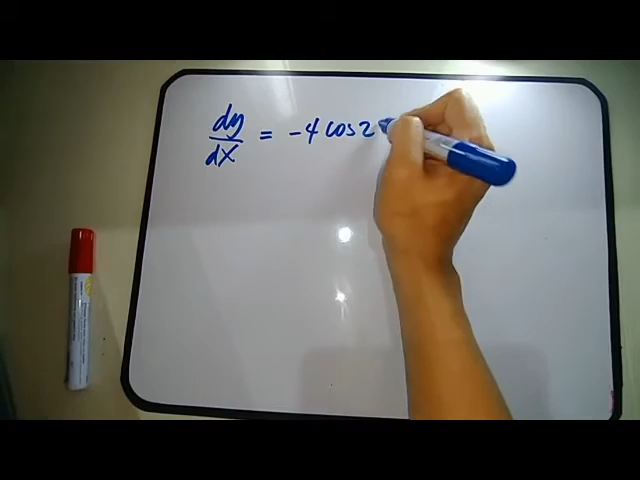 dy/dx = -4 cos 2